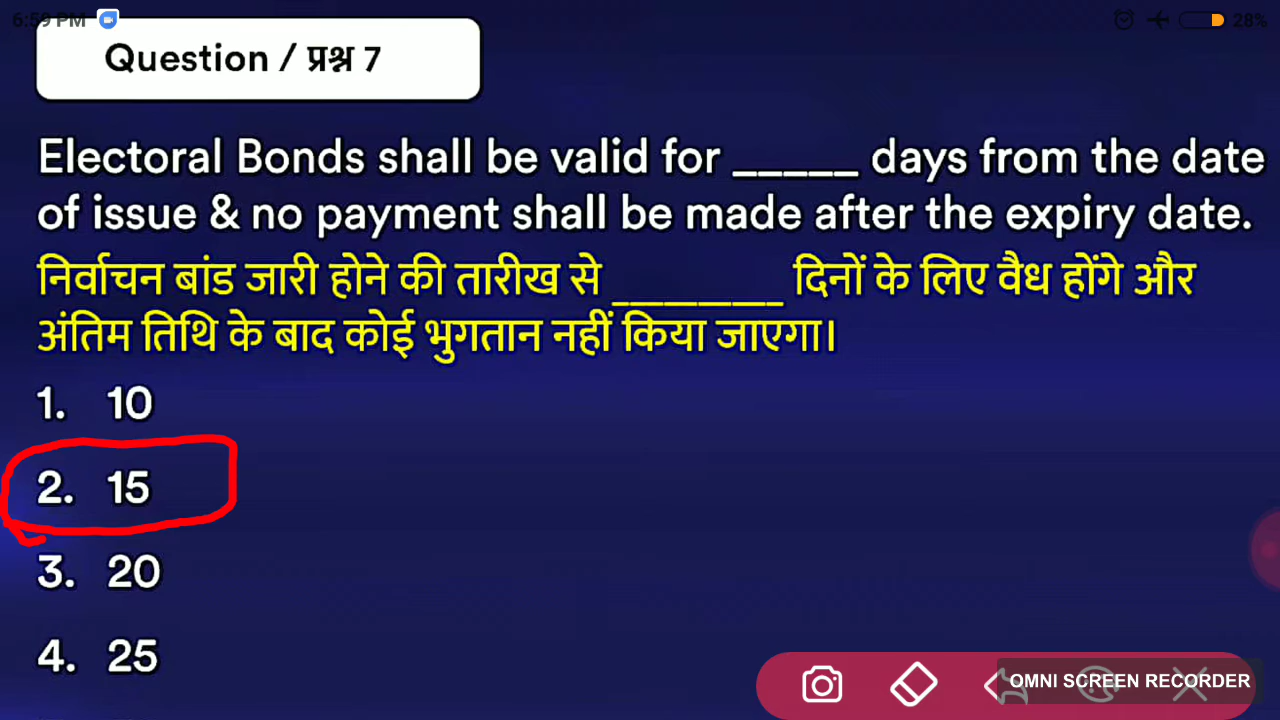 6:59 PM
28%
Question / प्रश्न 7
Electoral Bonds shall be valid for _____ days from the date
of issue & no payment shall be made after the expiry date.
निर्वाचन बांड जारी होने की तारीख से _____ दिनों के लिए वैध होंगे और
अंतिम तिथि के बाद कोई भुगतान नहीं किया जाएगा।
1. 10
2. 15
3. 20
4. 25
OMNI SCREEN RECORDER